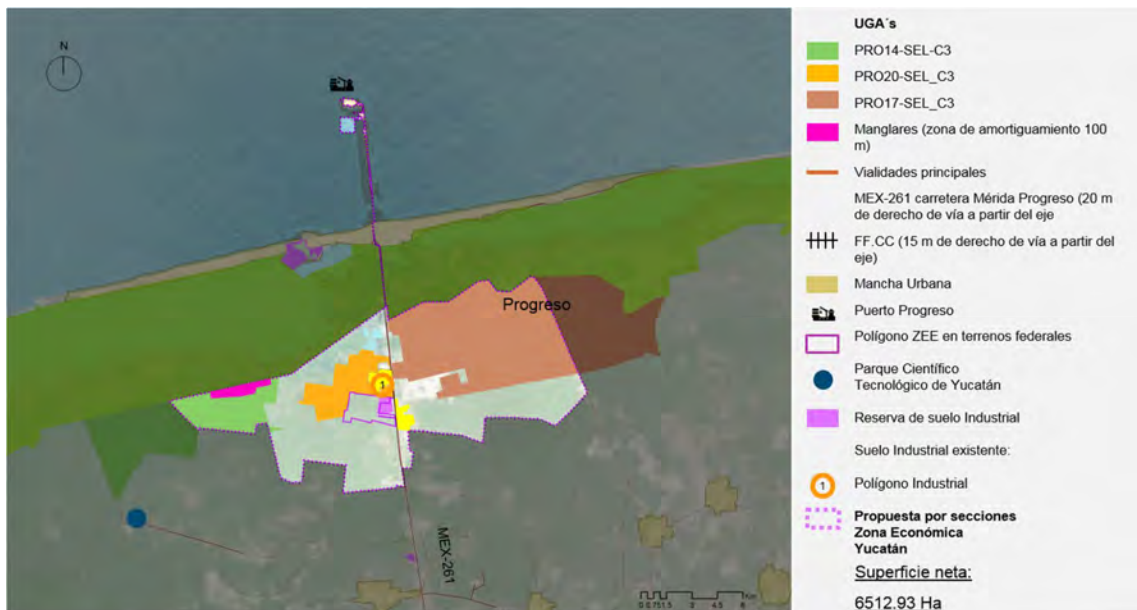 N
Progreso
1
MEX-261
Km
UGA´s
PRO14-SEL-C3
PRO20-SEL_C3
PRO17-SEL_C3
Manglares (zona de amortiguamiento 100
m)
Vialidades principales
MEX-261 carretera Mérida Progreso (20 m
de derecho de vía a partir del eje
FF.CC (15 m de derecho de vía a partir del
eje)
Mancha Urbana
Puerto Progreso
Polígono ZEE en terrenos federales
Parque Científico
Tecnológico de Yucatán
Reserva de suelo Industrial
Suelo Industrial existente:
1
Polígono Industrial
Propuesta por secciones
Zona Económica
Yucatán
Superficie neta:
6512.93 Ha